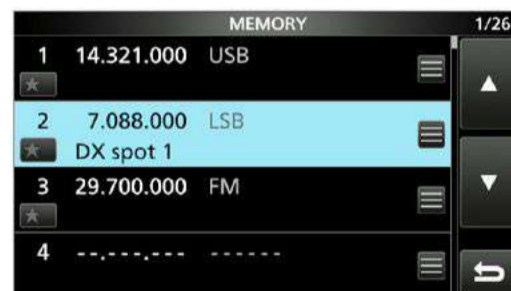 MEMORY 1/26
1 14.321.000 USB
2 7.088.000 LSB
DX spot 1
3 29.700.000 FM
4 --.---.--- ------